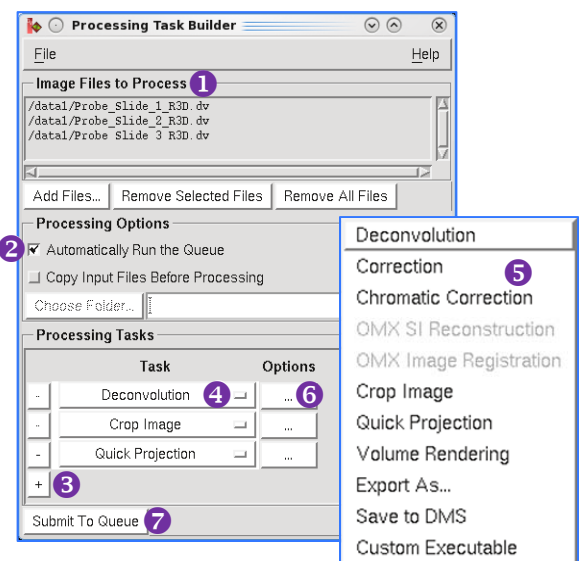 Processing Task Builder
File Help
Image Files to Process 1
/data1/Probe_Slide_1_R3D.dv
/data1/Probe_Slide_2_R3D.dv
/data1/Probe Slide 3 R3D.dv
Add Files... Remove Selected Files Remove All Files
Processing Options
2 Automatically Run the Queue
Copy Input Files Before Processing
Choose Folder...
Processing Tasks
Task Options
- Deconvolution 4 ... 6
- Crop Image ...
- Quick Projection ...
+ 3
Submit To Queue 7
Deconvolution
Correction 5
Chromatic Correction
OMX SI Reconstruction
OMX Image Registration
Crop Image
Quick Projection
Volume Rendering
Export As...
Save to DMS
Custom Executable